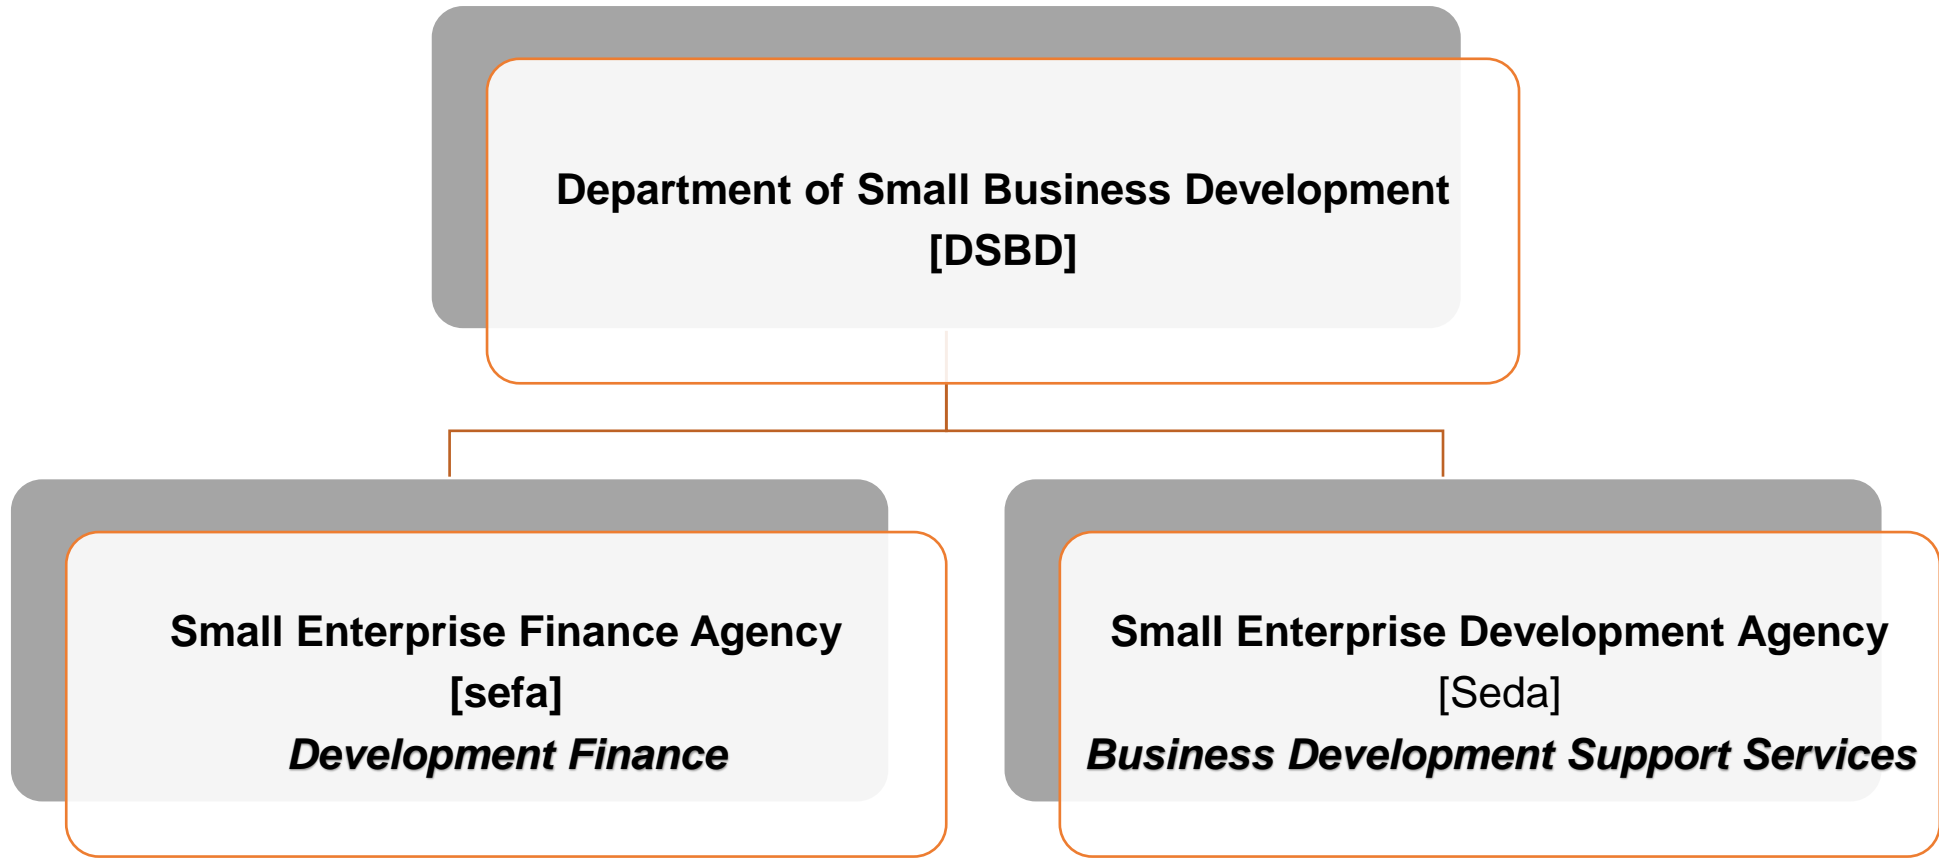 Department of Small Business Development
[DSBD]
Small Enterprise Finance Agency
[sefa]
Development Finance
Small Enterprise Development Agency
[Seda]
Business Development Support Services